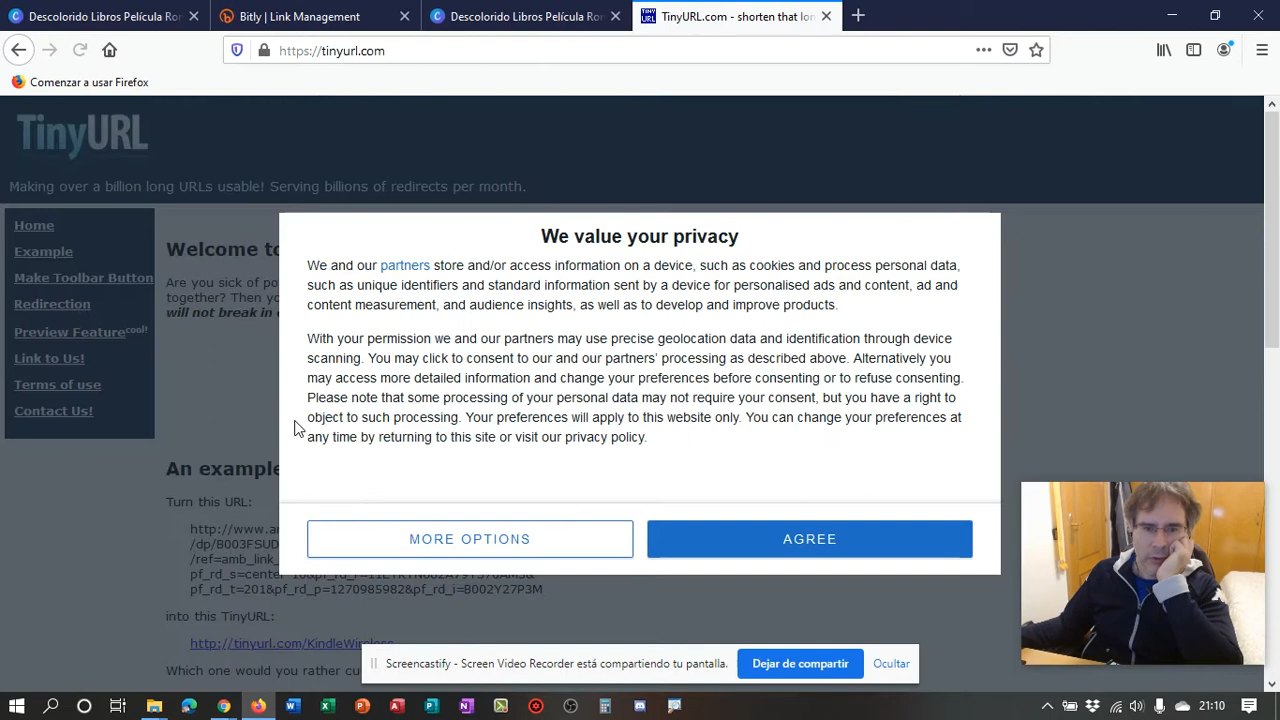 Descolorido Libros Película Ror
Bitly | Link Management
Descolorido Libros Película Ror
TINY URL
TinyURL.com - shorten that lon
https://tinyurl.com
Comenzar a usar Firefox
TinyURL
Making over a billion long URLs usable! Serving billions of redirects per month.
Home
Example
Make Toolbar Button
Redirection
Preview Feature cool!
Link to Us!
Terms of use
Contact Us!
Welcome to
Are you sick of po
together? Then yo
will not break in e
We value your privacy
We and our partners store and/or access information on a device, such as cookies and process personal data,
such as unique identifiers and standard information sent by a device for personalised ads and content, ad and
content measurement, and audience insights, as well as to develop and improve products.
With your permission we and our partners may use precise geolocation data and identification through device
scanning. You may click to consent to our and our partners’ processing as described above. Alternatively you
may access more detailed information and change your preferences before consenting or to refuse consenting.
Please note that some processing of your personal data may not require your consent, but you have a right to
object to such processing. Your preferences will apply to this website only. You can change your preferences at
any time by returning to this site or visit our privacy policy.
MORE OPTIONS
AGREE
An example
Turn this URL:
http://www.am
/dp/B003FSUD
/ref=amb_link_
pf_rd_t=201&pf_rd_p=1270985982&pf_rd_i=B002Y27P3M
into this TinyURL:
http://tinyurl.com/KindleWireless
Which one would you rather cu
Screencastify - Screen Video Recorder está compartiendo tu pantalla.
Dejar de compartir
Ocultar
21:10